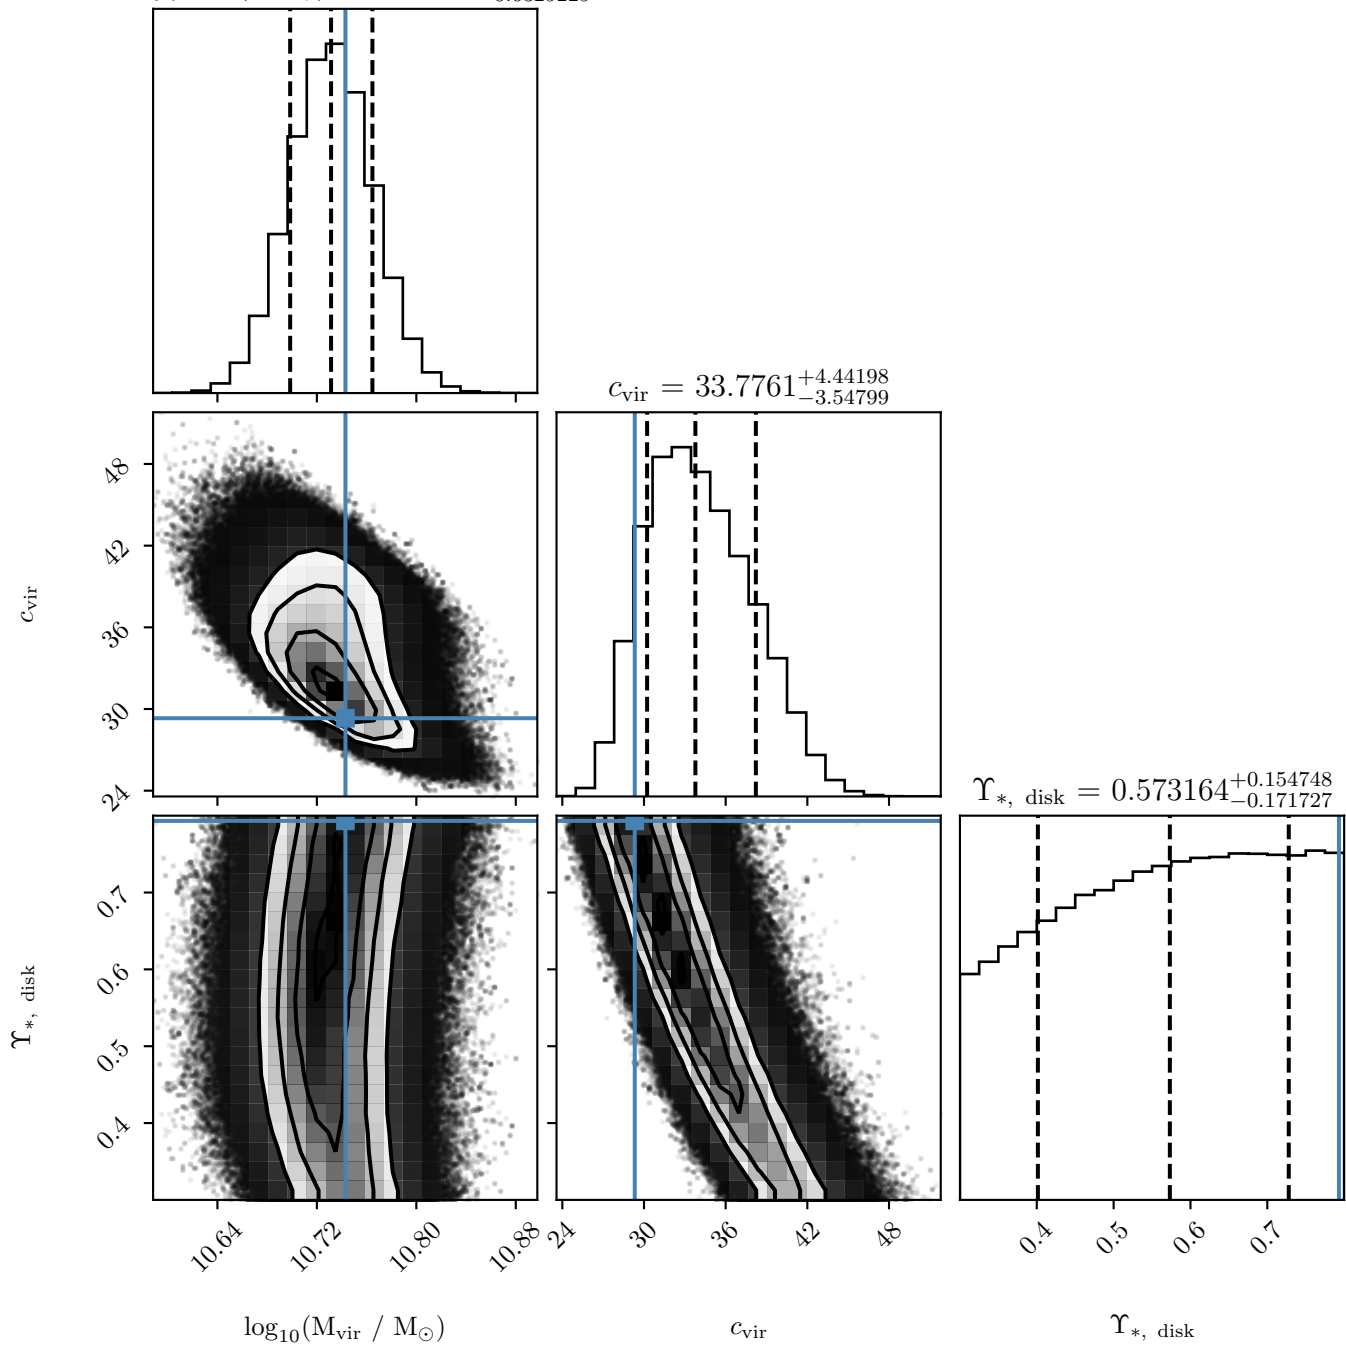 c_vir = 33.7761 +4.44198 −3.54799
48
42
36
30
24
c_vir
Υ_*, disk = 0.573164 +0.154748 −0.171727
0.7
0.6
0.5
0.4
Υ_*, disk
10.64 10.72 10.80 10.88 24 30 36 42 48 0.4 0.5 0.6 0.7
log_10(M_vir / M_⊙) c_vir Υ_*, disk